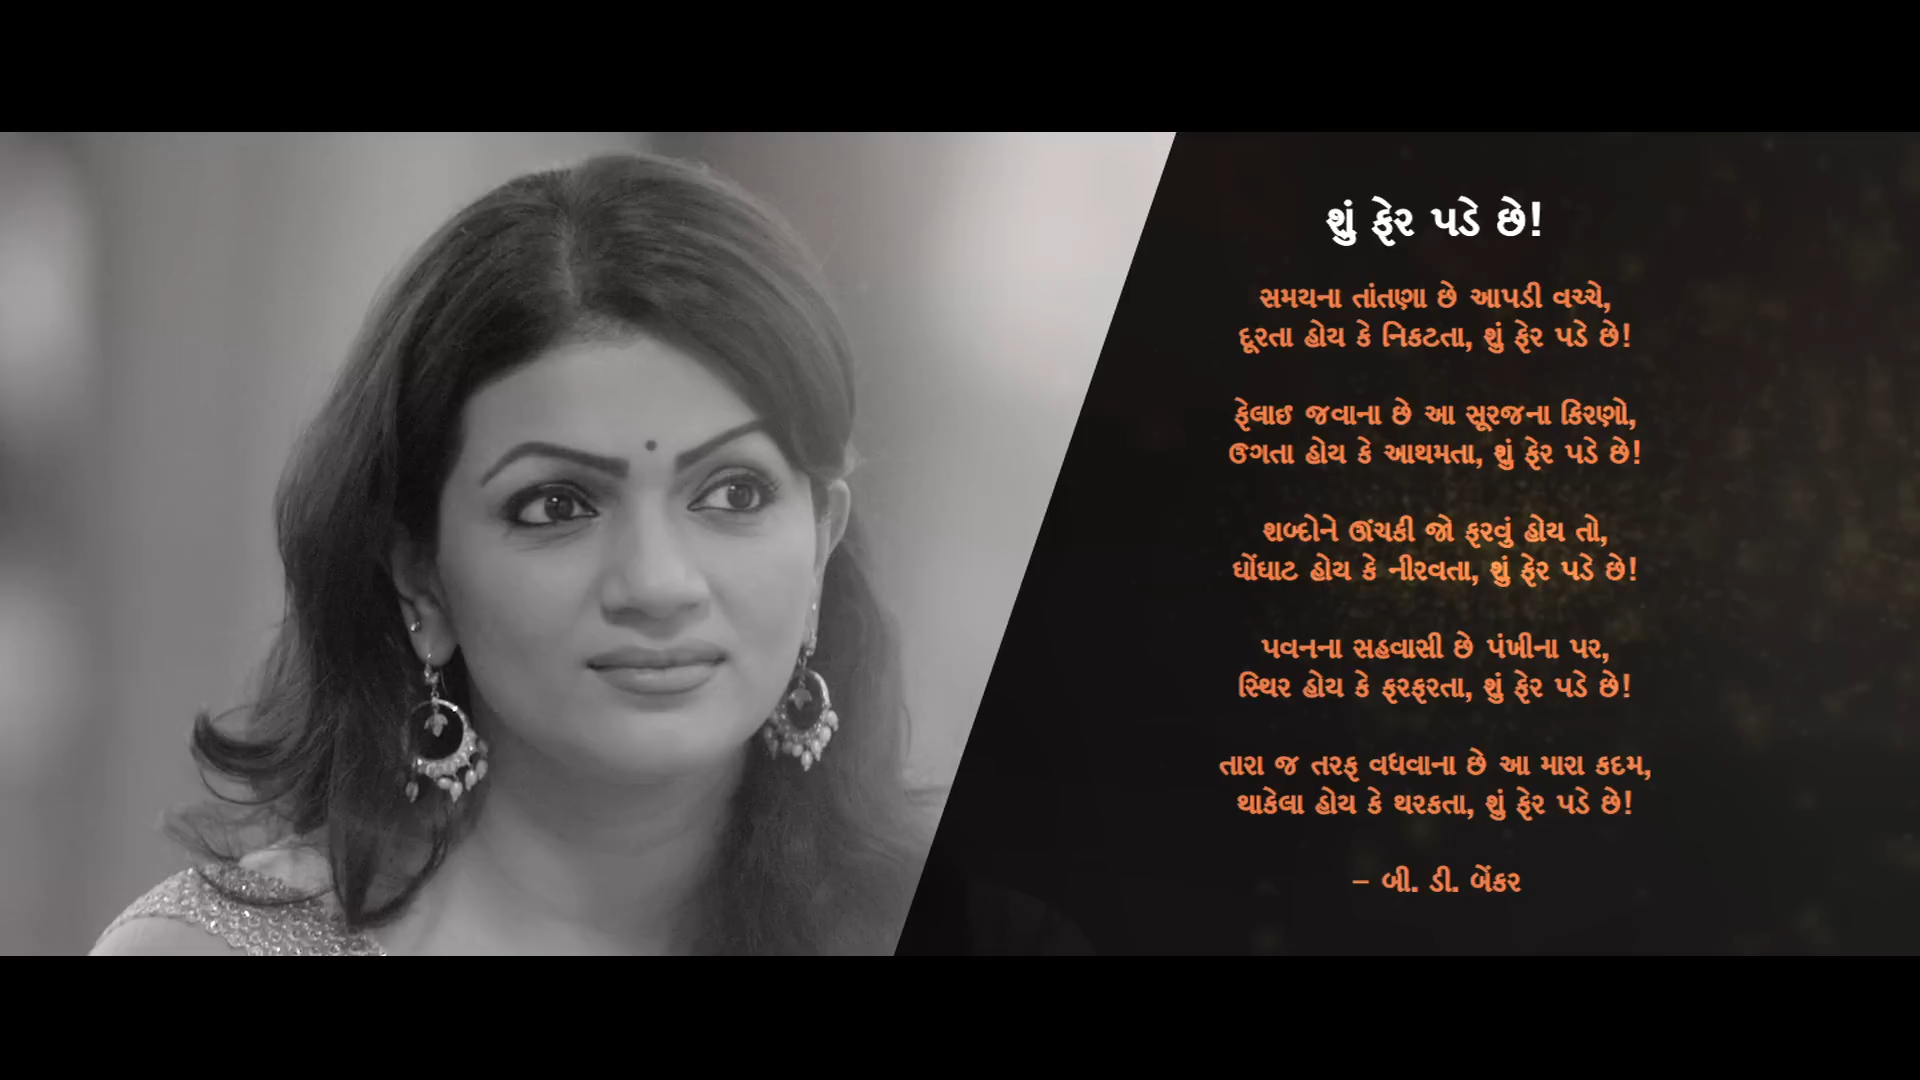 શું ફેર પડે છે!
સમયના તાંતણા છે આપડી વચ્ચે,
દૂરતા હોય કે નિકટતા, શું ફેર પડે છે!
ફેલાઈ જવાના છે આ સૂરજના કિરણો,
ઉગતા હોય કે આથમતા, શું ફેર પડે છે!
શબ્દોને ઊંચકી જો ફરવું હોય તો,
ઘોંઘાટ હોય કે નીરવતા, શું ફેર પડે છે!
પવનના સહવાસી છે પંખીના પર,
સ્થિર હોય કે ફરફરતા, શું ફેર પડે છે!
તારા જ તરફ વધવાના છે આ મારા કદમ,
થાકેલા હોય કે થરકતા, શું ફેર પડે છે!
– બી. ડી. બેંકર